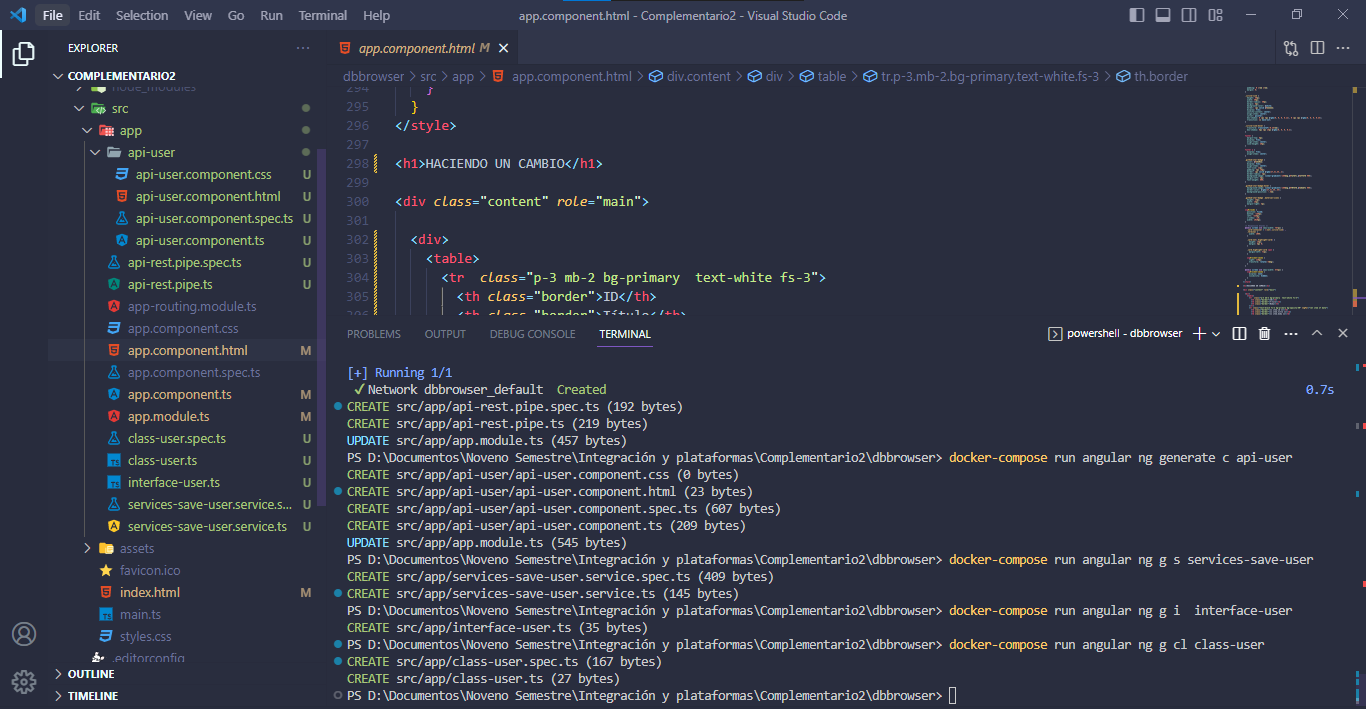 File Edit Selection View Go Run Terminal Help
app.component.html - Complementario2 - Visual Studio Code
EXPLORER
COMPLEMENTARIO2
node_modules
src
app
api-user
api-user.component.css U
api-user.component.html U
api-user.component.spec.ts U
api-user.component.ts U
api-rest.pipe.spec.ts U
api-rest.pipe.ts U
app-routing.module.ts
app.component.css
app.component.html M
app.component.spec.ts
app.component.ts M
app.module.ts M
class-user.spec.ts U
class-user.ts U
interface-user.ts U
services-save-user.service.s... U
services-save-user.service.ts U
assets
favicon.ico
index.html M
main.ts
styles.css
.editorconfig
OUTLINE
TIMELINE
app.component.html M
dbbrowser > src > app > app.component.html > div.content > div > table > tr.p-3.mb-2.bg-primary.text-white.fs-3 > th.border
294 }
295 }
296 </style>
297
298 <h1>HACIENDO UN CAMBIO</h1>
299
300 <div class="content" role="main">
301
302 <div>
303 <table>
304 <tr  class="p-3 mb-2 bg-primary  text-white fs-3">
305 <th class="border">ID</th>
306 <th class="border">Título</th>
PROBLEMS OUTPUT DEBUG CONSOLE TERMINAL
powershell - dbbrowser
[+] Running 1/1
✓Network dbbrowser_default  Created 0.7s
CREATE src/app/api-rest.pipe.spec.ts (192 bytes)
CREATE src/app/api-rest.pipe.ts (219 bytes)
UPDATE src/app/app.module.ts (457 bytes)
PS D:\Documentos\Noveno Semestre\Integración y plataformas\Complementario2\dbbrowser> docker-compose run angular ng generate c api-user
CREATE src/app/api-user/api-user.component.css (0 bytes)
CREATE src/app/api-user/api-user.component.html (23 bytes)
CREATE src/app/api-user/api-user.component.spec.ts (607 bytes)
CREATE src/app/api-user/api-user.component.ts (209 bytes)
UPDATE src/app/app.module.ts (545 bytes)
PS D:\Documentos\Noveno Semestre\Integración y plataformas\Complementario2\dbbrowser> docker-compose run angular ng g s services-save-user
CREATE src/app/services-save-user.service.spec.ts (409 bytes)
CREATE src/app/services-save-user.service.ts (145 bytes)
PS D:\Documentos\Noveno Semestre\Integración y plataformas\Complementario2\dbbrowser> docker-compose run angular ng g i  interface-user
CREATE src/app/interface-user.ts (35 bytes)
PS D:\Documentos\Noveno Semestre\Integración y plataformas\Complementario2\dbbrowser> docker-compose run angular ng g cl class-user
CREATE src/app/class-user.spec.ts (167 bytes)
CREATE src/app/class-user.ts (27 bytes)
PS D:\Documentos\Noveno Semestre\Integración y plataformas\Complementario2\dbbrowser>